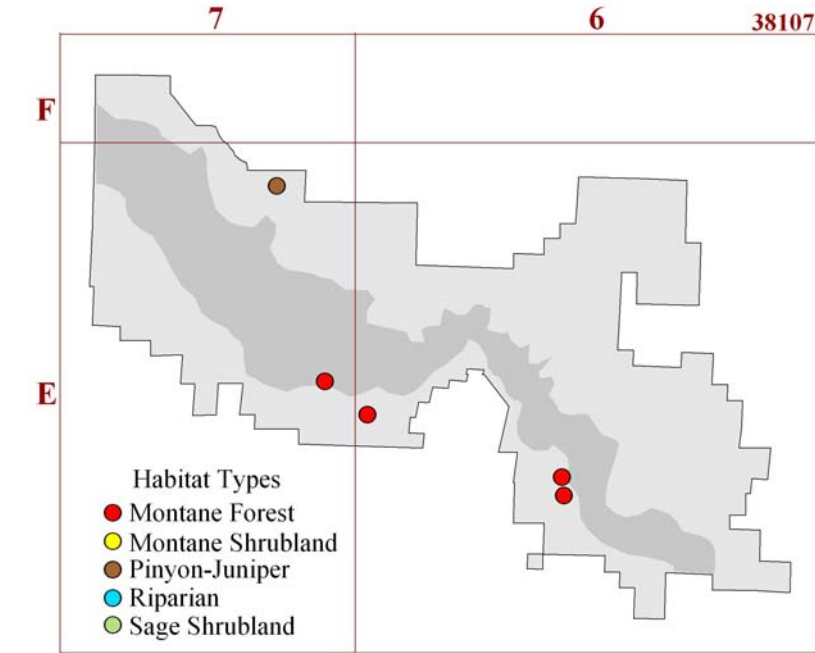 7 6 38107
F
E
Habitat Types
Montane Forest
Montane Shrubland
Pinyon-Juniper
Riparian
Sage Shrubland